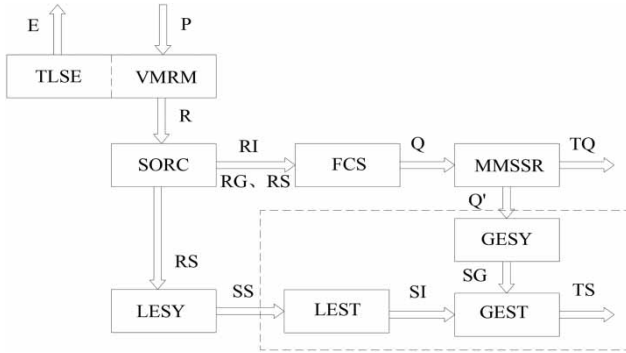 E
P
TLSE
VMRM
R
SORC
RI
RG、RS
FCS
Q
MMSSR
TQ
Q'
GESY
RS
SS
SG
LESY
LEST
SI
GEST
TS